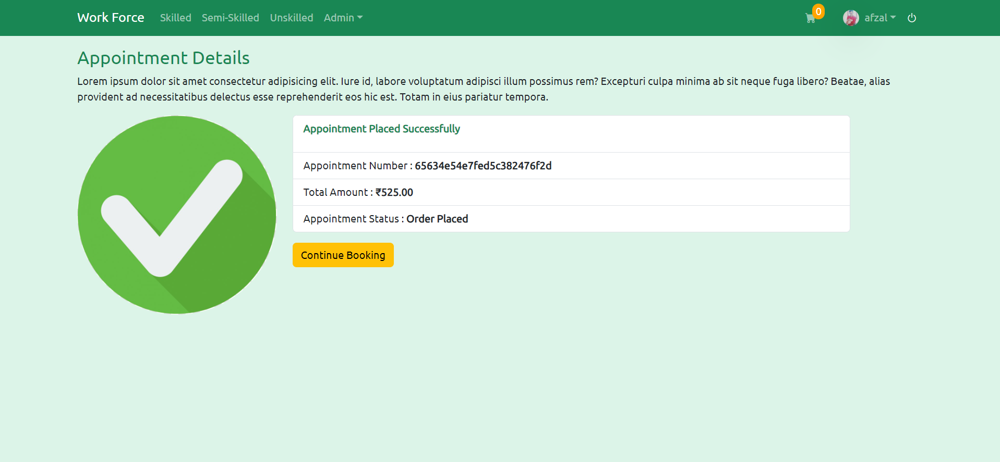 Work Force Skilled Semi-Skilled Unskilled Admin 0 afzal
Appointment Details
Lorem ipsum dolor sit amet consectetur adipisicing elit. Iure id, labore voluptatum adipisci illum possimus rem? Excepturi culpa minima ab sit neque fuga libero? Beatae, alias
provident ad necessitatibus delectus esse reprehenderit eos hic est. Totam in eius pariatur tempora.
Appointment Placed Successfully
Appointment Number : 65634e54e7fed5c382476f2d
Total Amount : ₹525.00
Appointment Status : Order Placed
Continue Booking